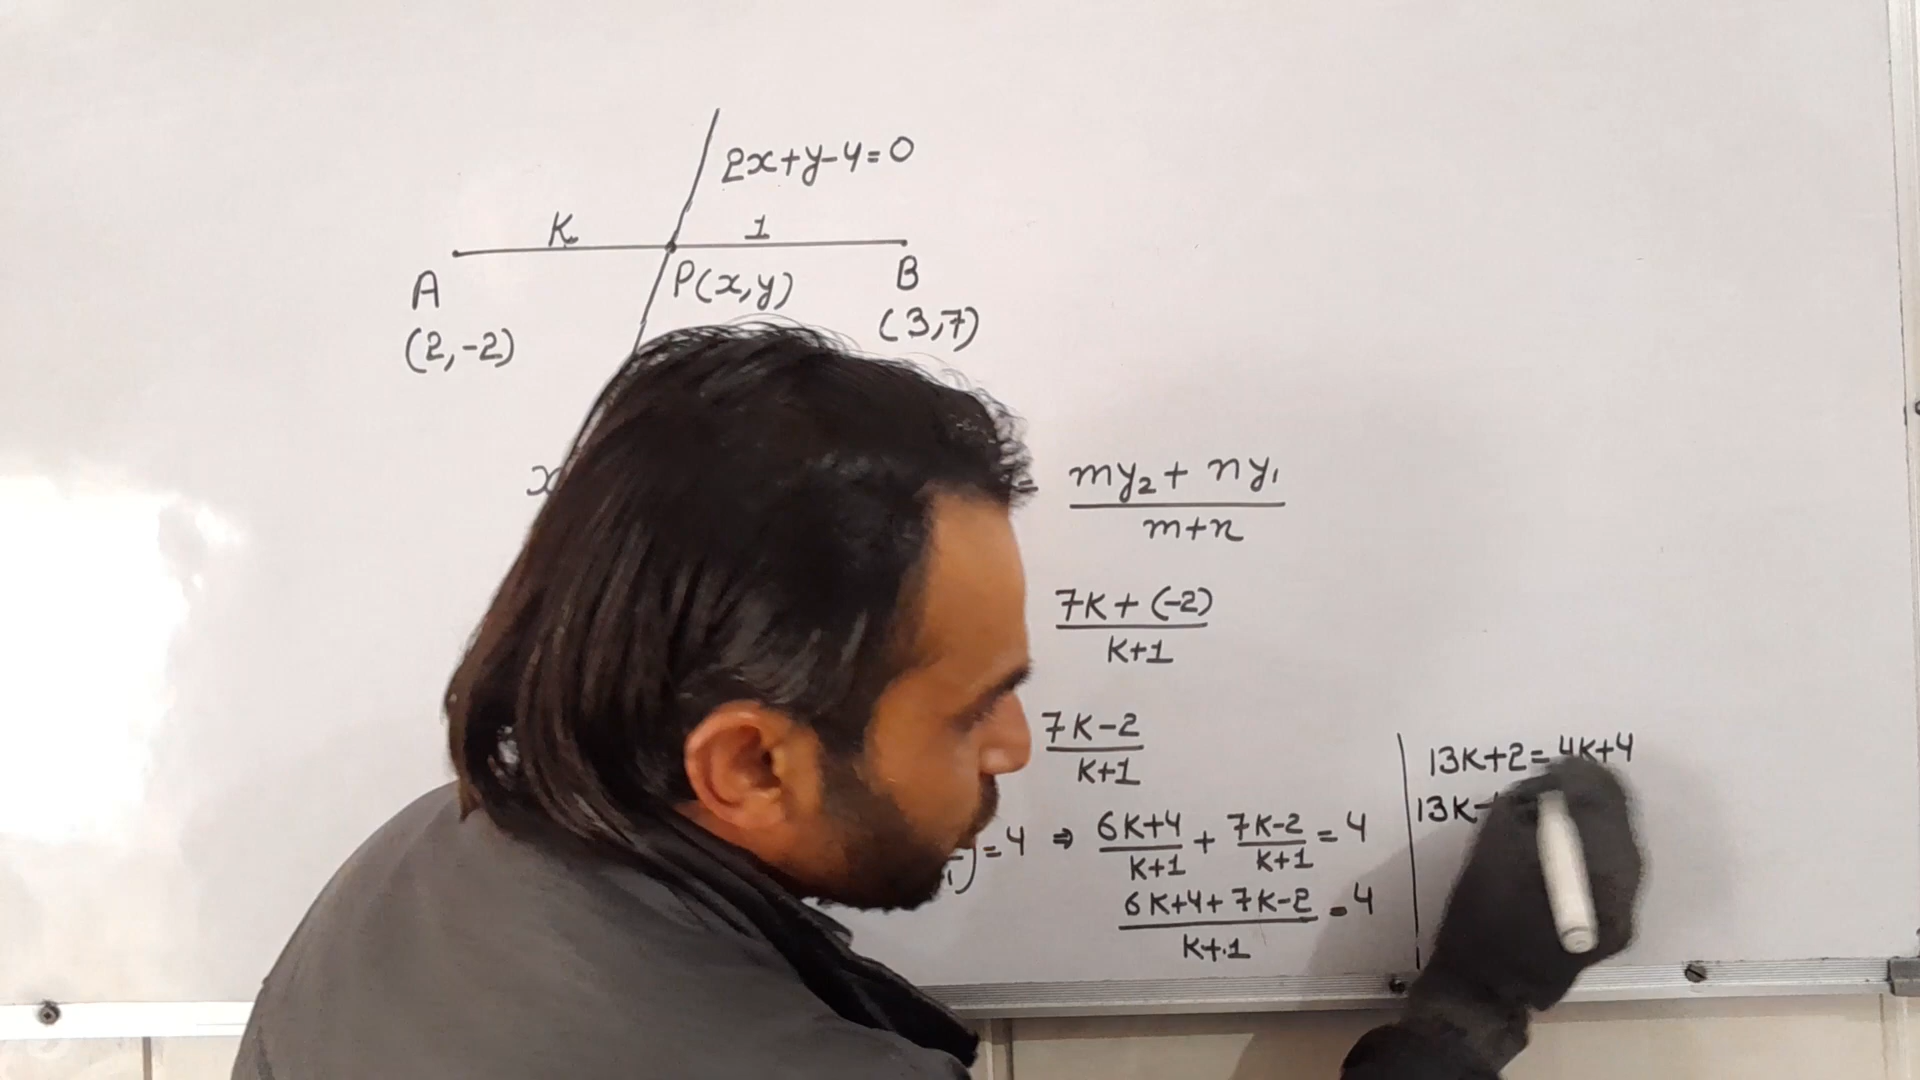 2x+y-4=0
K 1
A P(x,y) B
(2,-2) (3,7)
x = my₂ + ny₁ / m+n
7K + (-2) / K+1
7K-2 / K+1
=4 ⇒ 6K+4 / K+1 + 7K-2 / K+1 = 4
6K+4+7K-2 / K+1 = 4
13K+2=4K+4
13K-